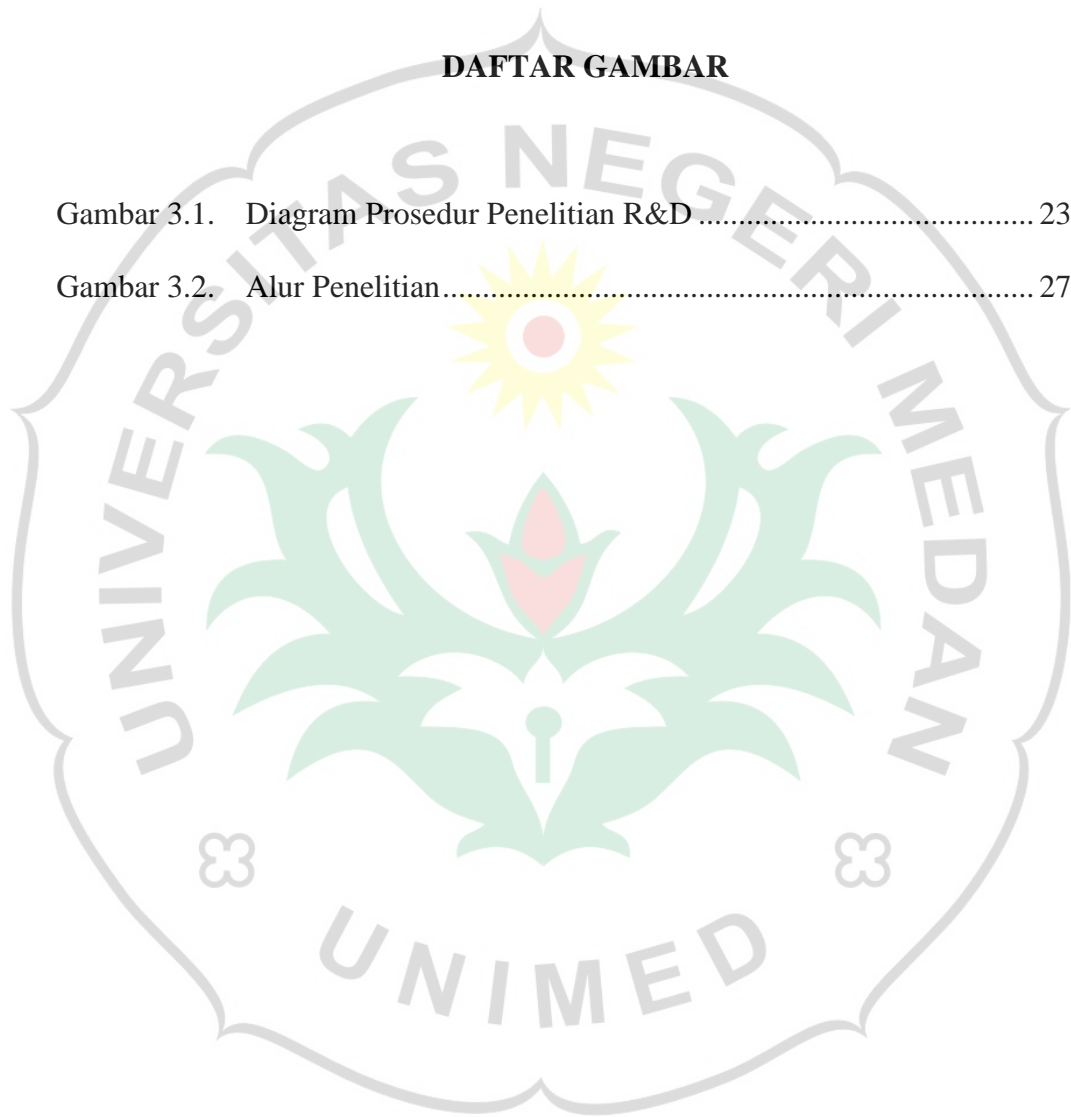 DAFTAR GAMBAR
Gambar 3.1. Diagram Prosedur Penelitian R&D .......................................... 23
Gambar 3.2. Alur Penelitian.......................................................................... 27
UNIVERSITAS NEGERI MEDAN
UNIMED